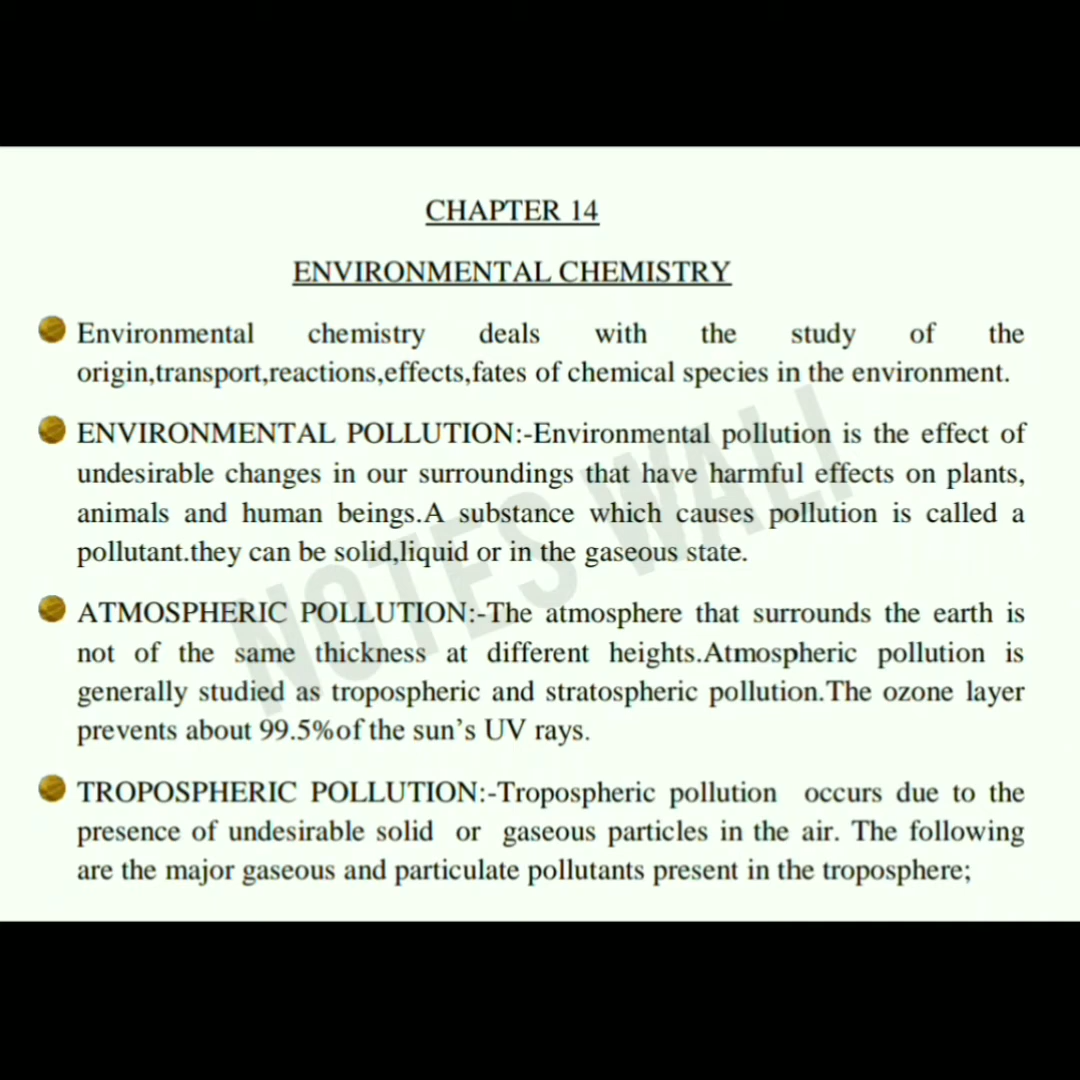 CHAPTER 14
ENVIRONMENTAL CHEMISTRY
Environmental chemistry deals with the study of the
origin,transport,reactions,effects,fates of chemical species in the environment.
ENVIRONMENTAL POLLUTION:-Environmental pollution is the effect of
undesirable changes in our surroundings that have harmful effects on plants,
animals and human beings.A substance which causes pollution is called a
pollutant.they can be solid,liquid or in the gaseous state.
ATMOSPHERIC POLLUTION:-The atmosphere that surrounds the earth is
not of the same thickness at different heights.Atmospheric pollution is
generally studied as tropospheric and stratospheric pollution.The ozone layer
prevents about 99.5%of the sun's UV rays.
TROPOSPHERIC POLLUTION:-Tropospheric pollution occurs due to the
presence of undesirable solid or gaseous particles in the air. The following
are the major gaseous and particulate pollutants present in the troposphere;
NOTES WALI